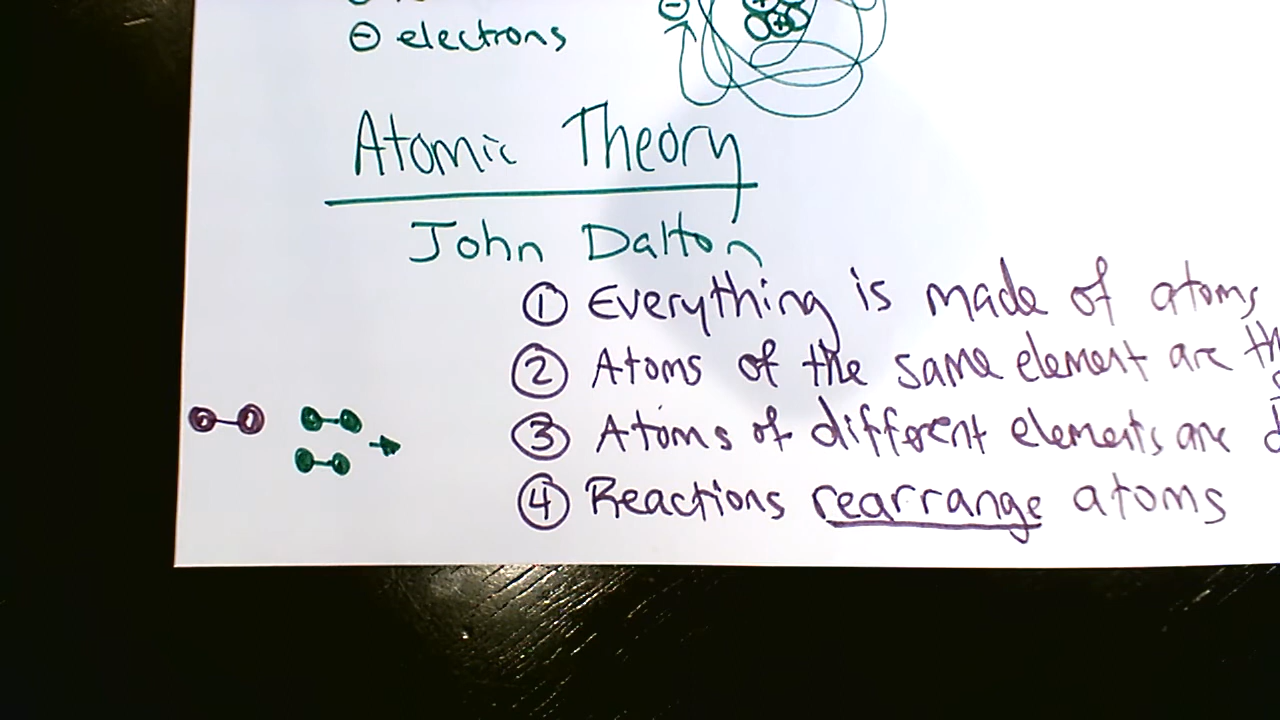 ⊖ electrons
Atomic Theory
John Dalton
① Everything is made of atoms
② Atoms of the same element are
③ Atoms of different elements are
④ Reactions rearrange atoms